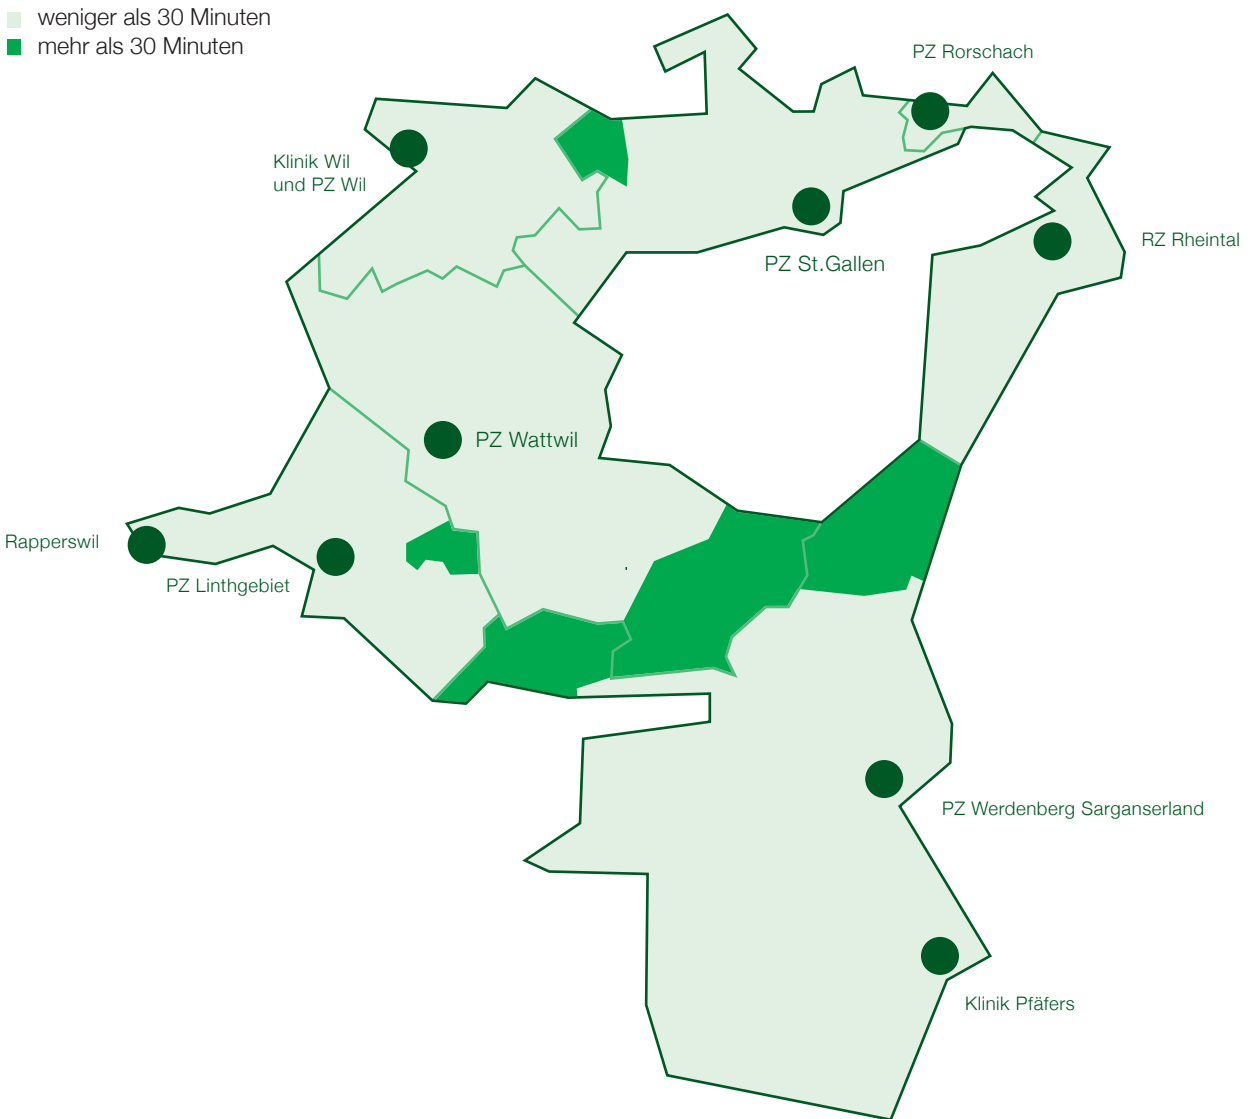 weniger als 30 Minuten
mehr als 30 Minuten
PZ Rorschach
Klinik Wil
und PZ Wil
RZ Rheintal
PZ St.Gallen
PZ Wattwil
Rapperswil
PZ Linthgebiet
PZ Werdenberg Sarganserland
Klinik Pfäfers